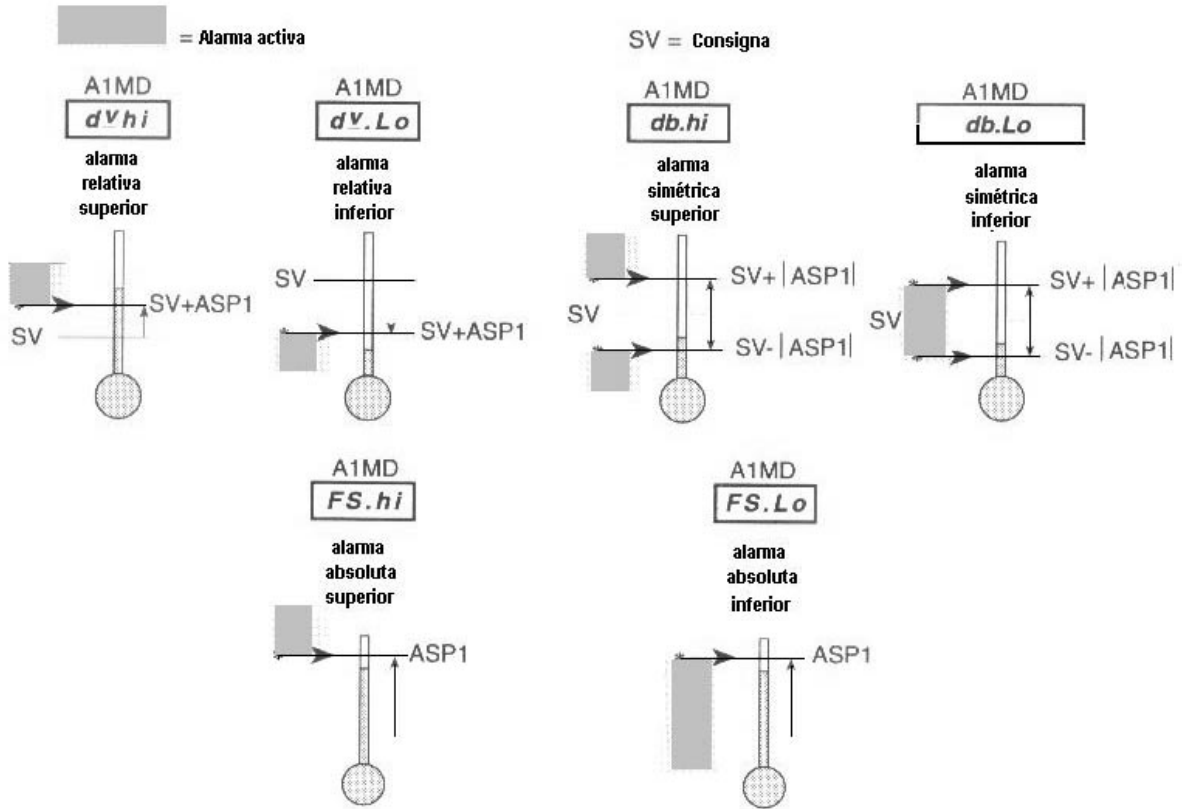 = Alarma activa
SV = Consigna
A1MD
dv hi
alarma
relativa
superior
SV+ASP1
SV
A1MD
dv.Lo
alarma
relativa
inferior
SV
SV+ASP1
A1MD
db.hi
alarma
simétrica
superior
SV+ |ASP1|
SV
SV- |ASP1|
A1MD
db.Lo
alarma
simétrica
inferior
SV+ |ASP1|
SV
SV- |ASP1|
A1MD
FS.hi
alarma
absoluta
superior
ASP1
A1MD
FS.Lo
alarma
absoluta
inferior
ASP1